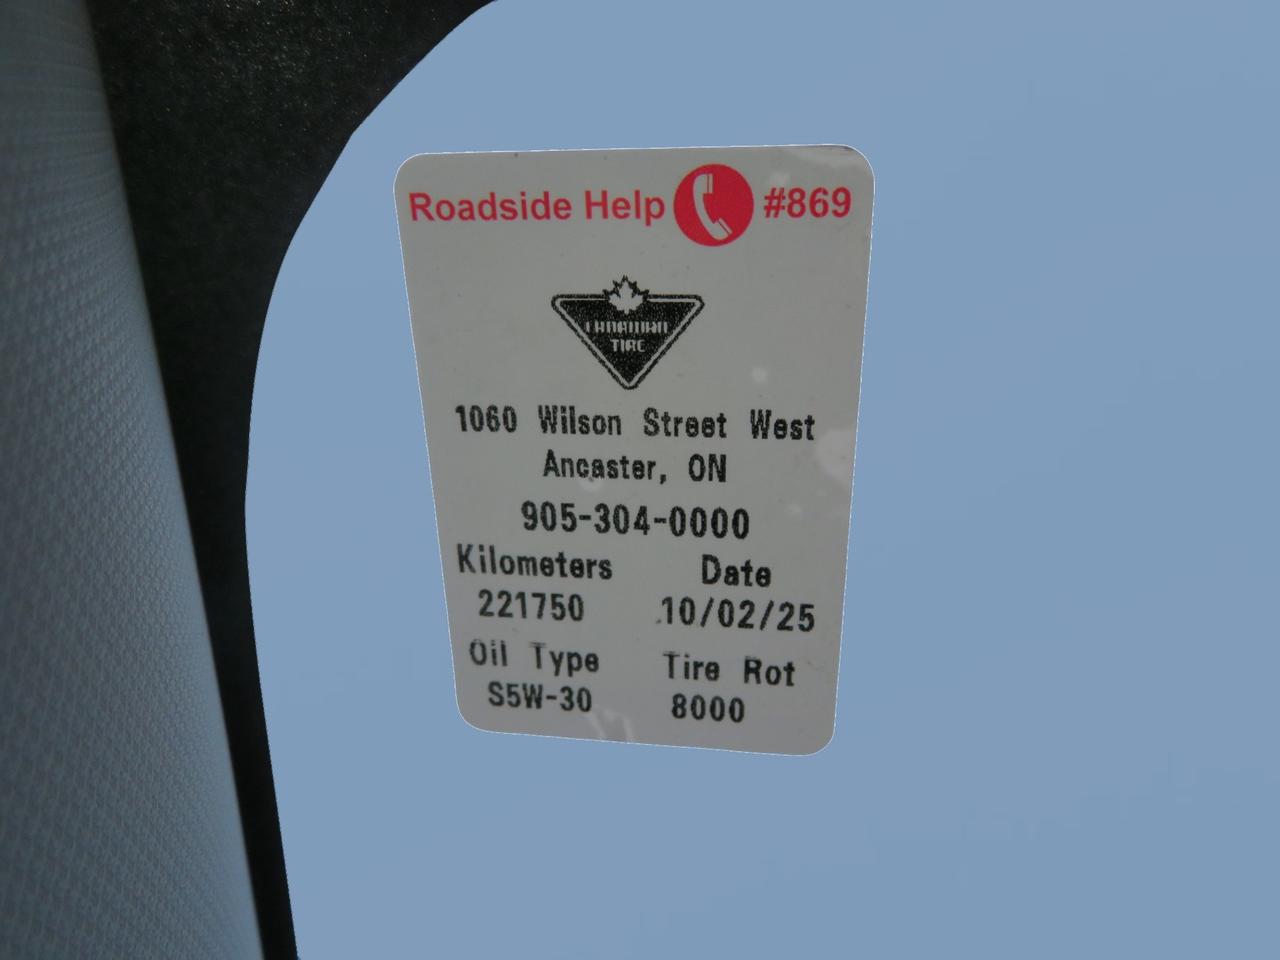 Roadside Help #869
CANADIAN
TIRE
1060 Wilson Street West
Ancaster, ON
905-304-0000
Kilometers Date
221750 10/02/25
Oil Type Tire Rot
S5W-30 8000